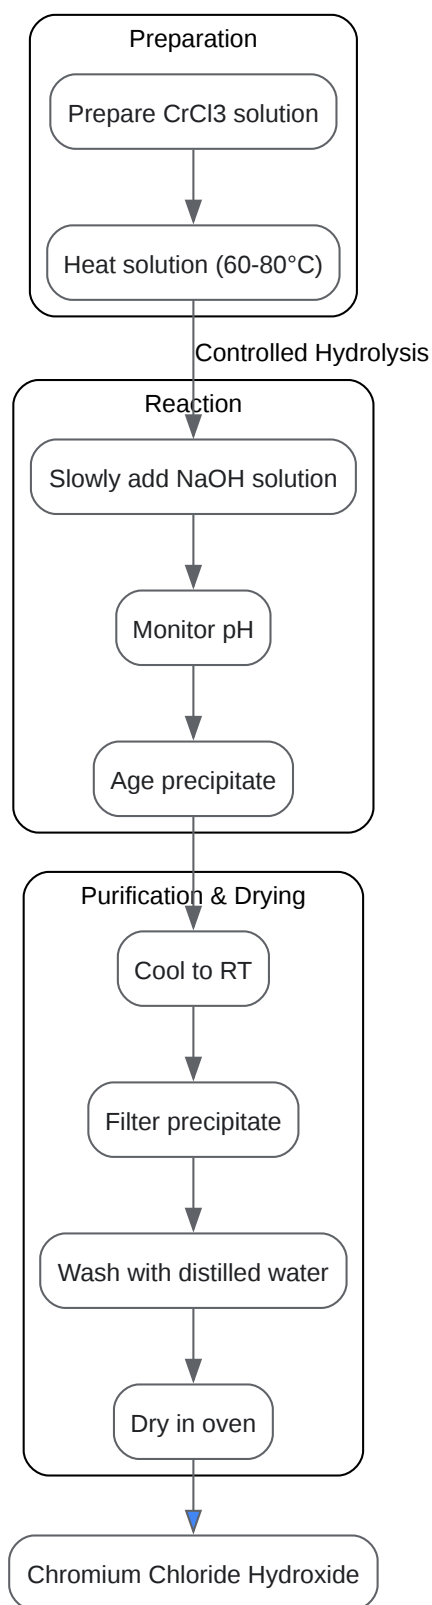 Preparation
Prepare CrCl3 solution
Heat solution (60-80°C)
Controlled Hydrolysis
Reaction
Slowly add NaOH solution
Monitor pH
Age precipitate
Purification & Drying
Cool to RT
Filter precipitate
Wash with distilled water
Dry in oven
Chromium Chloride Hydroxide